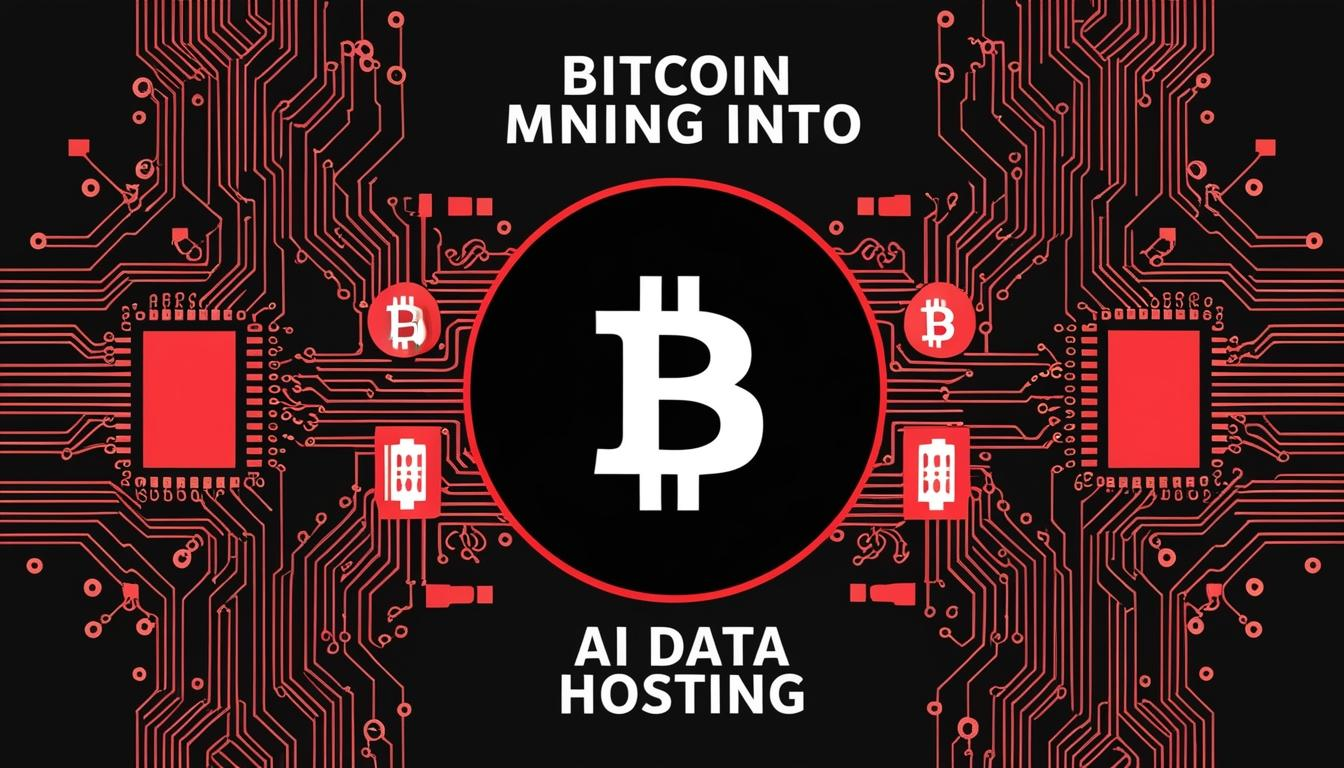 BITCOIN
MNING INTO
AI DATA
HOSTING